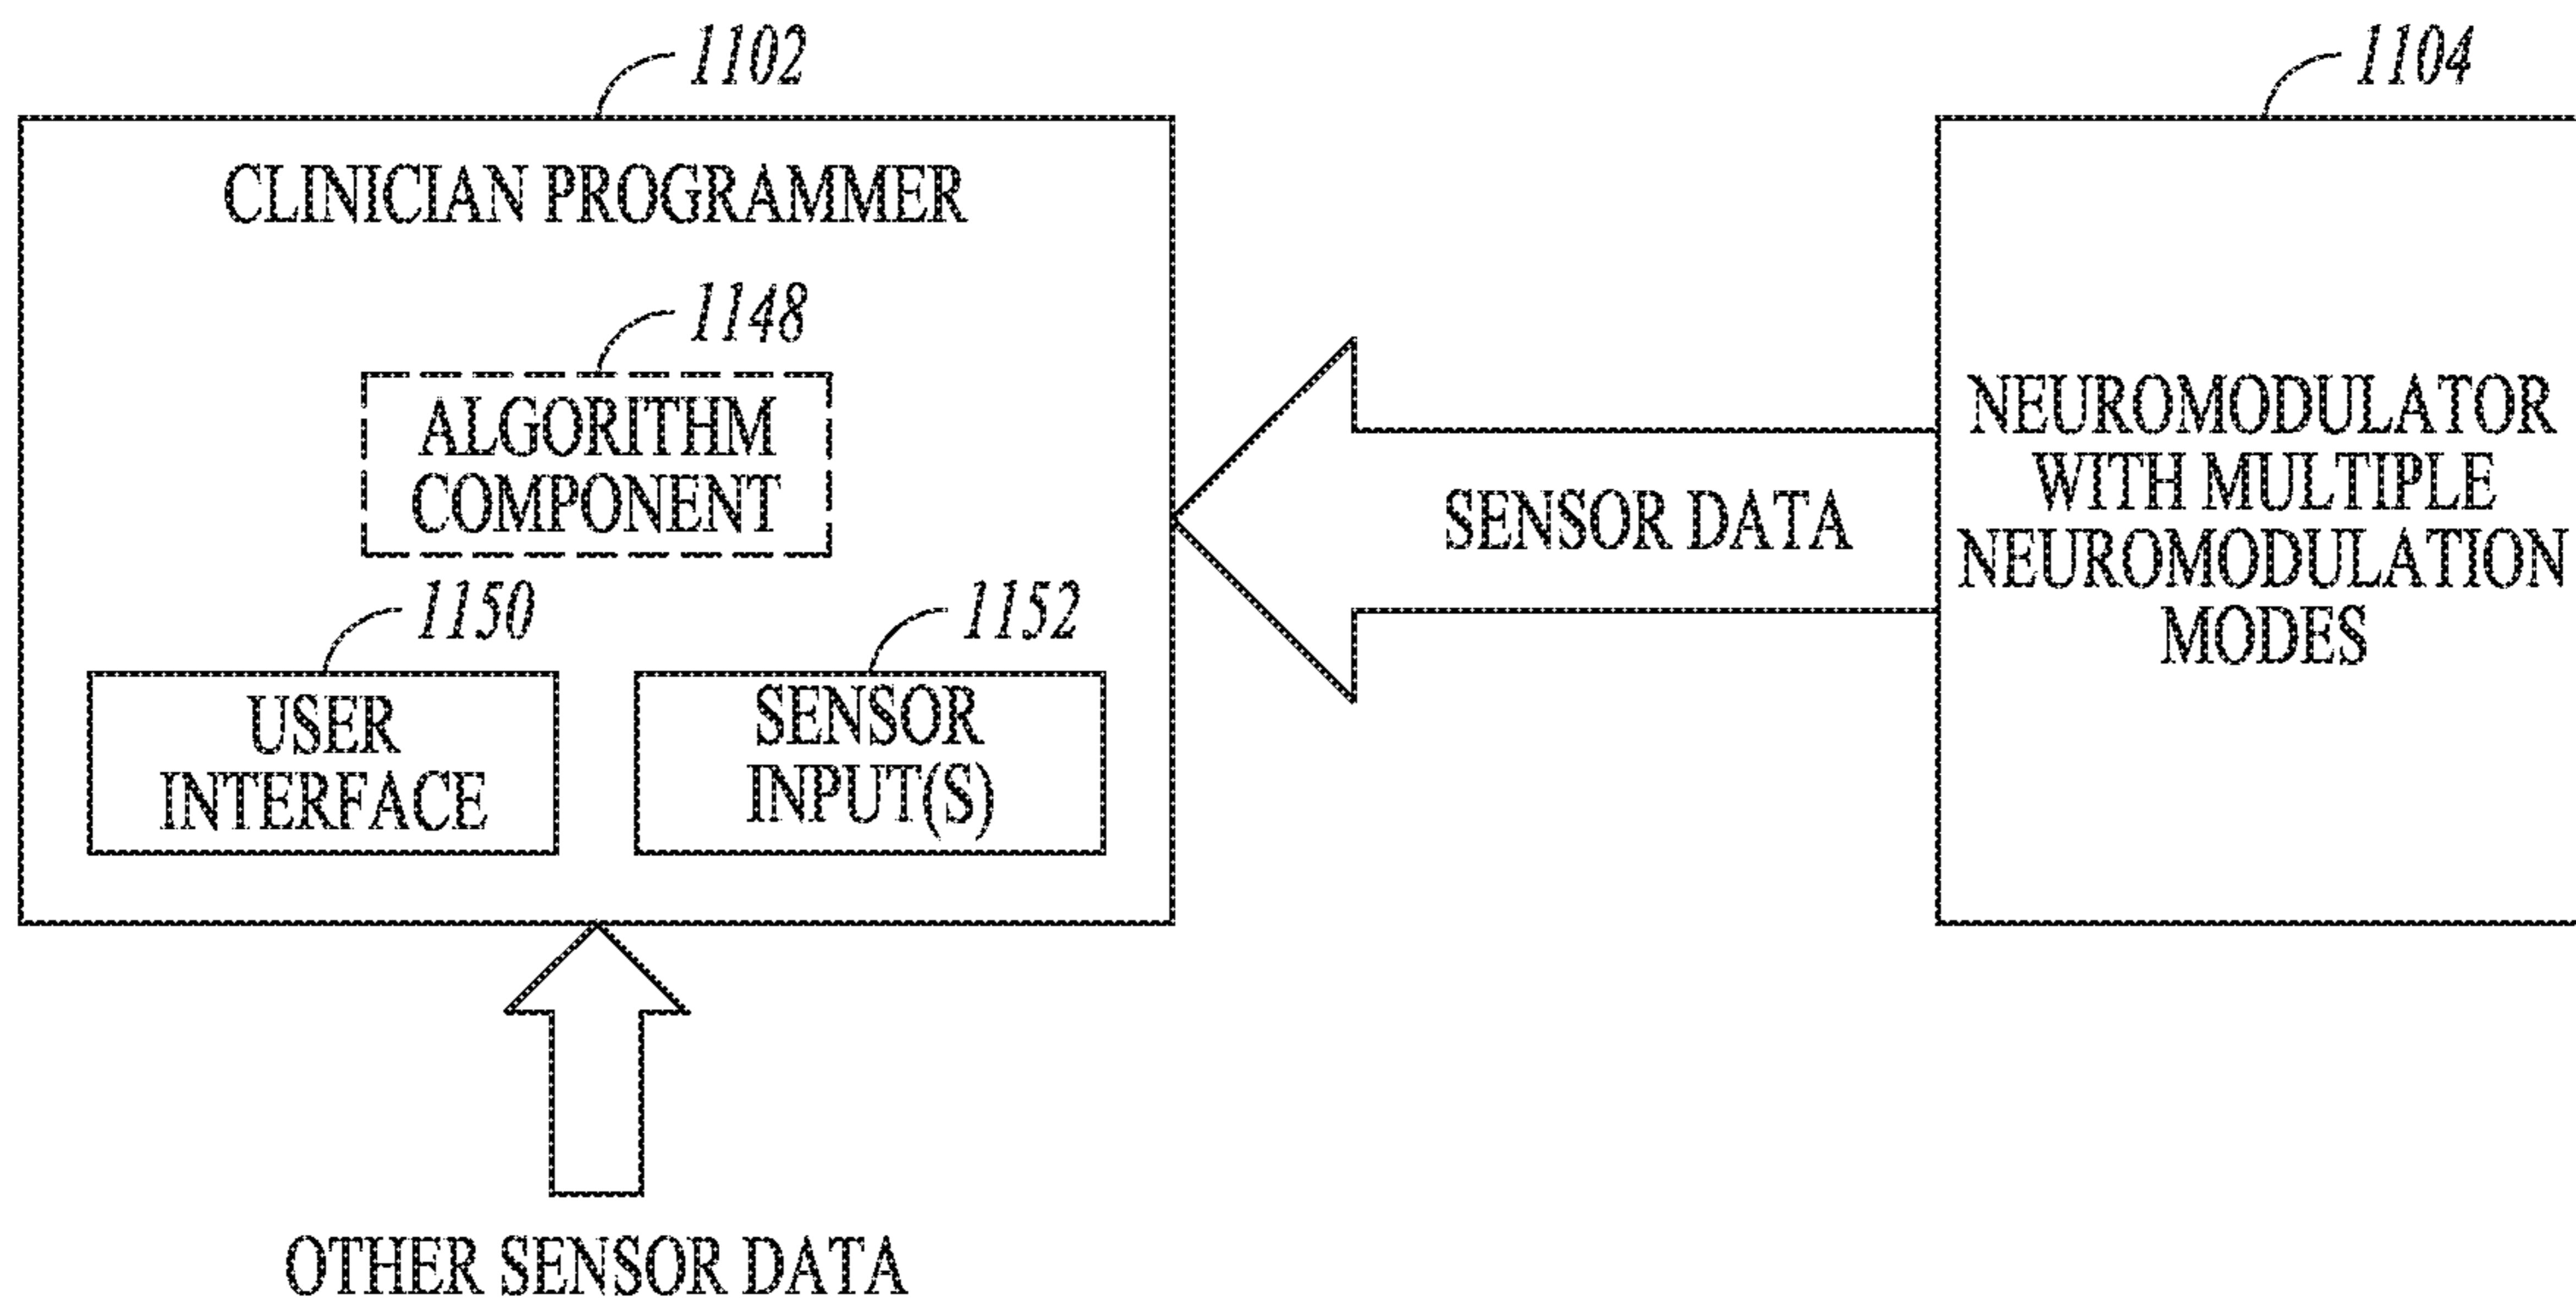 1102
CLINICIAN PROGRAMMER
1148
ALGORITHM
COMPONENT
1150
USER
INTERFACE
1152
SENSOR
INPUT(S)
SENSOR DATA
1104
NEUROMODULATOR
WITH MULTIPLE
NEUROMODULATION
MODES
OTHER SENSOR DATA